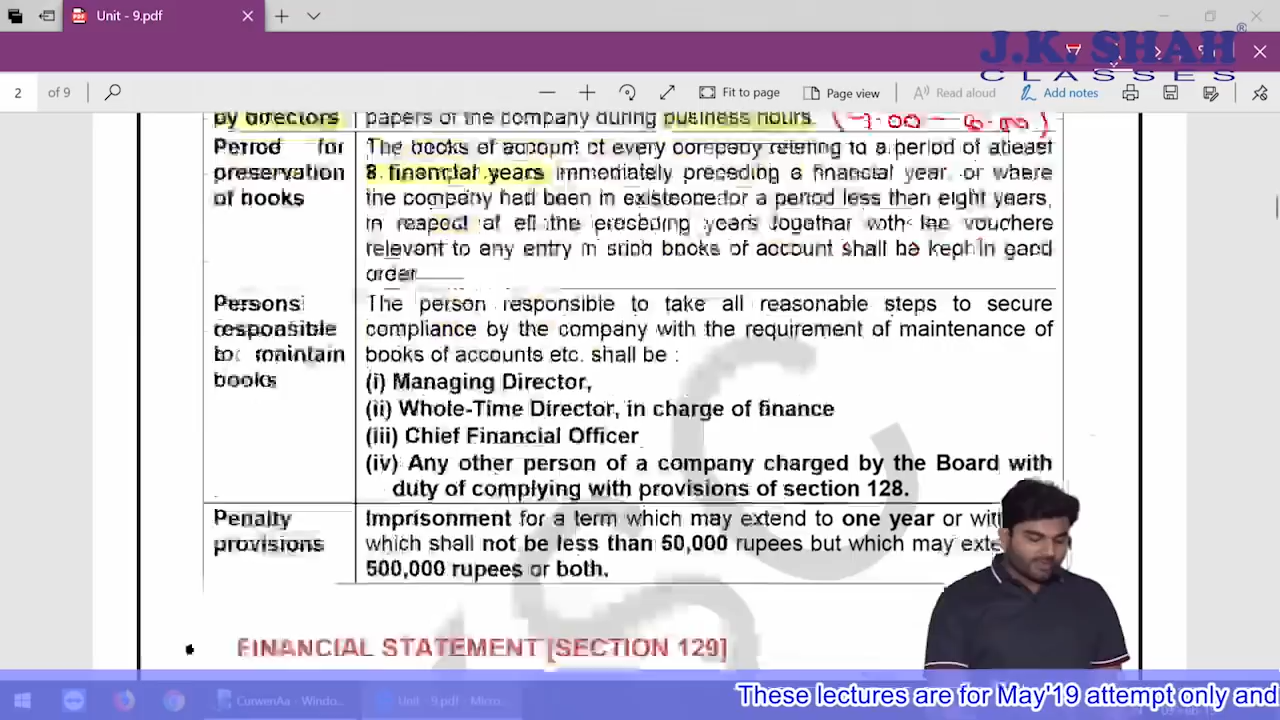 Unit - 9.pdf
J.K. SHAH ®
CLASSES
2 of 9
Fit to page
Page view
Read aloud
Add notes
by directors papers of the company during business hours.
Period for The books of account of every company relating to a period of atleast
preservation 8 financial years immediately preceding a financial year, or where
of books the company had been in existence for a period less than eight years,
in respect of all the preceding years together with the vouchers
relevant to any entry in such books of account shall be kept in good
order
Persons The person responsible to take all reasonable steps to secure
responsible compliance by the company with the requirement of maintenance of
to maintain books of accounts etc. shall be :
books (i) Managing Director,
(ii) Whole-Time Director, in charge of finance
(iii) Chief Financial Officer
(iv) Any other person of a company charged by the Board with
duty of complying with provisions of section 128.
Penalty Imprisonment for a term which may extend to one year or
provisions which shall not be less than 50,000 rupees but which may
500,000 rupees or both.
• FINANCIAL STATEMENT [SECTION 129]
These lectures are for May'19 attempt only and
Unit - 9.pdf - Micro...